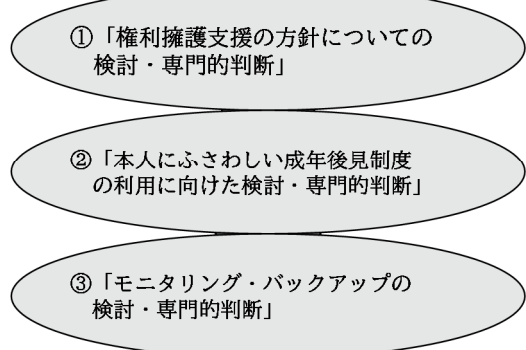 ①「権利擁護支援の方針についての
検討・専門的判断」
②「本人にふさわしい成年後見制度
の利用に向けた検討・専門的判断」
③「モニタリング・バックアップの
検討・専門的判断」